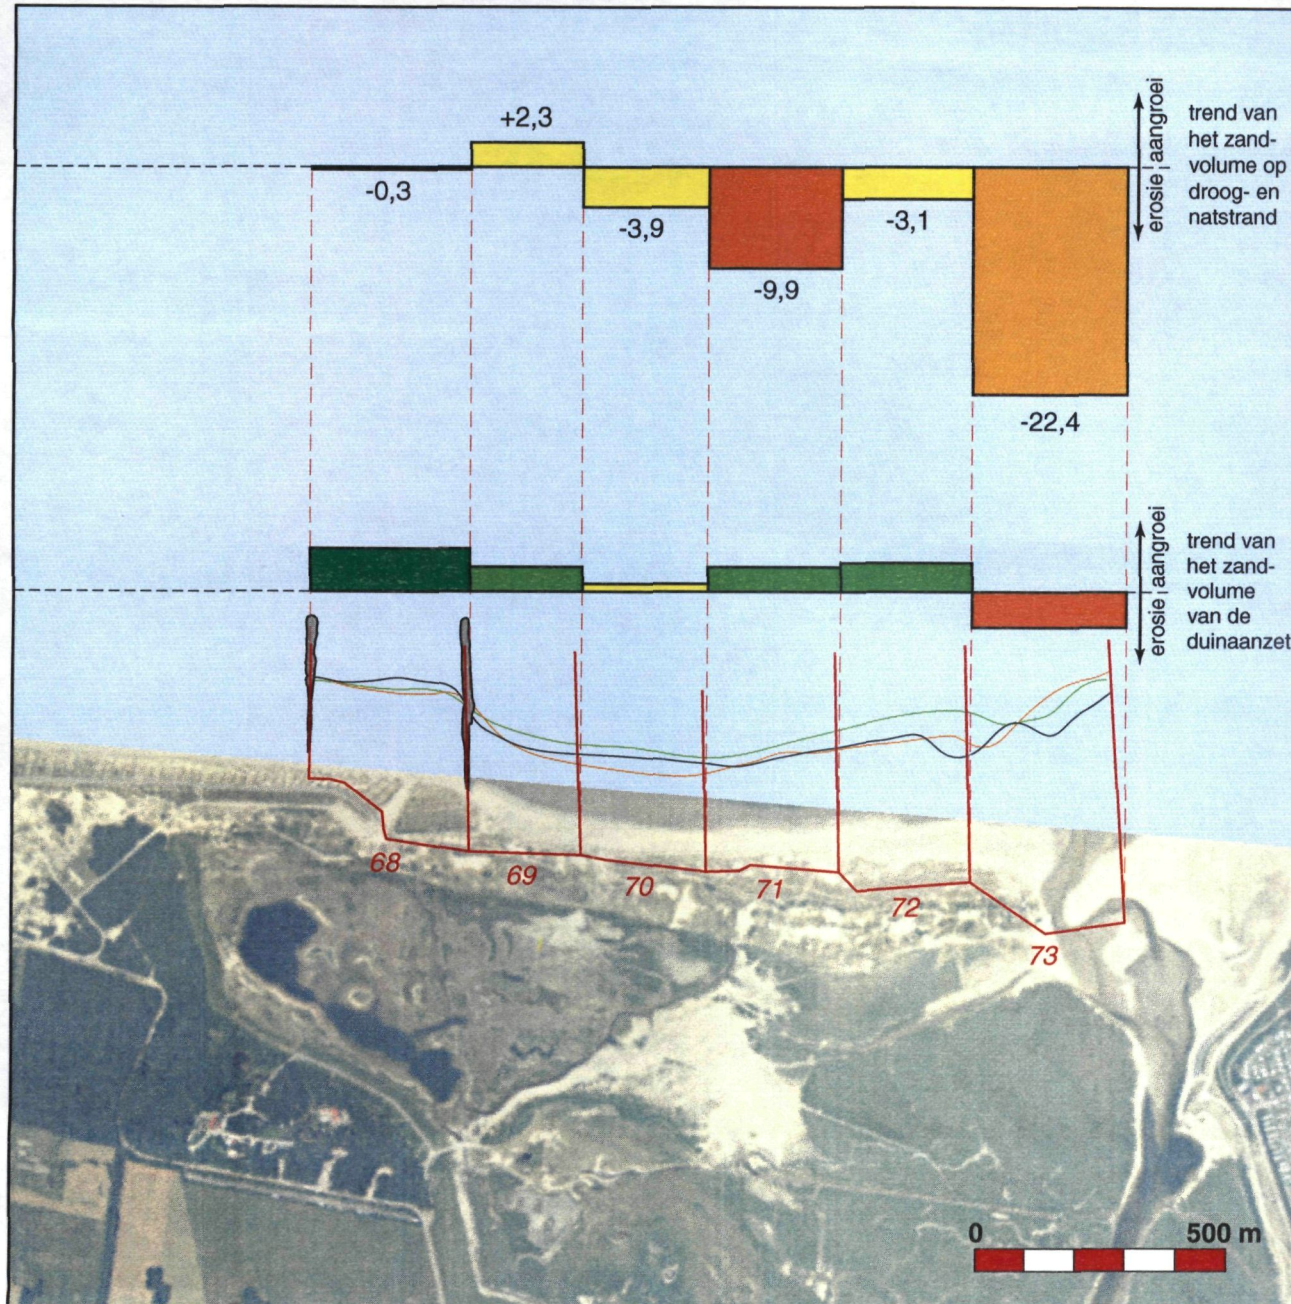 +2,3
-0,3
-3,9
-9,9
-3,1
-22,4
erosie | aangroei
trend van
het zand-
volume op
droog- en
natstrand
erosie | aangroei
trend van
het zand-
volume
van de
duinaanzet
68
69
70
71
72
73
0 500 m